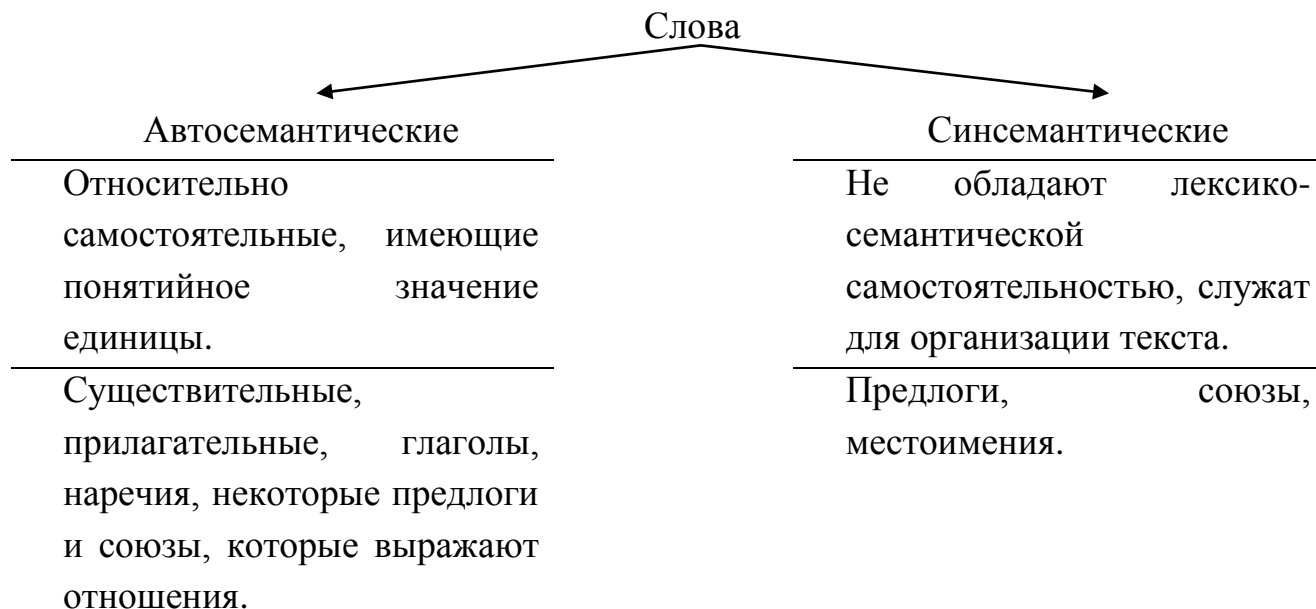 Слова
Автосемантические
Относительно
самостоятельные, имеющие
понятийное значение
единицы.
Существительные,
прилагательные, глаголы,
наречия, некоторые предлоги
и союзы, которые выражают
отношения.
Синсемантические
Не обладают лексико-
семантической
самостоятельностью, служат
для организации текста.
Предлоги, союзы,
местоимения.